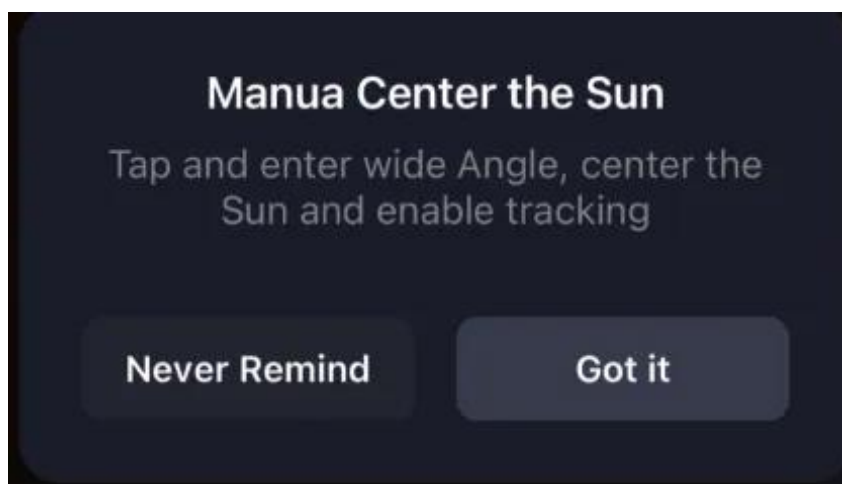 Manua Center the Sun
Tap and enter wide Angle, center the
Sun and enable tracking
Never Remind
Got it